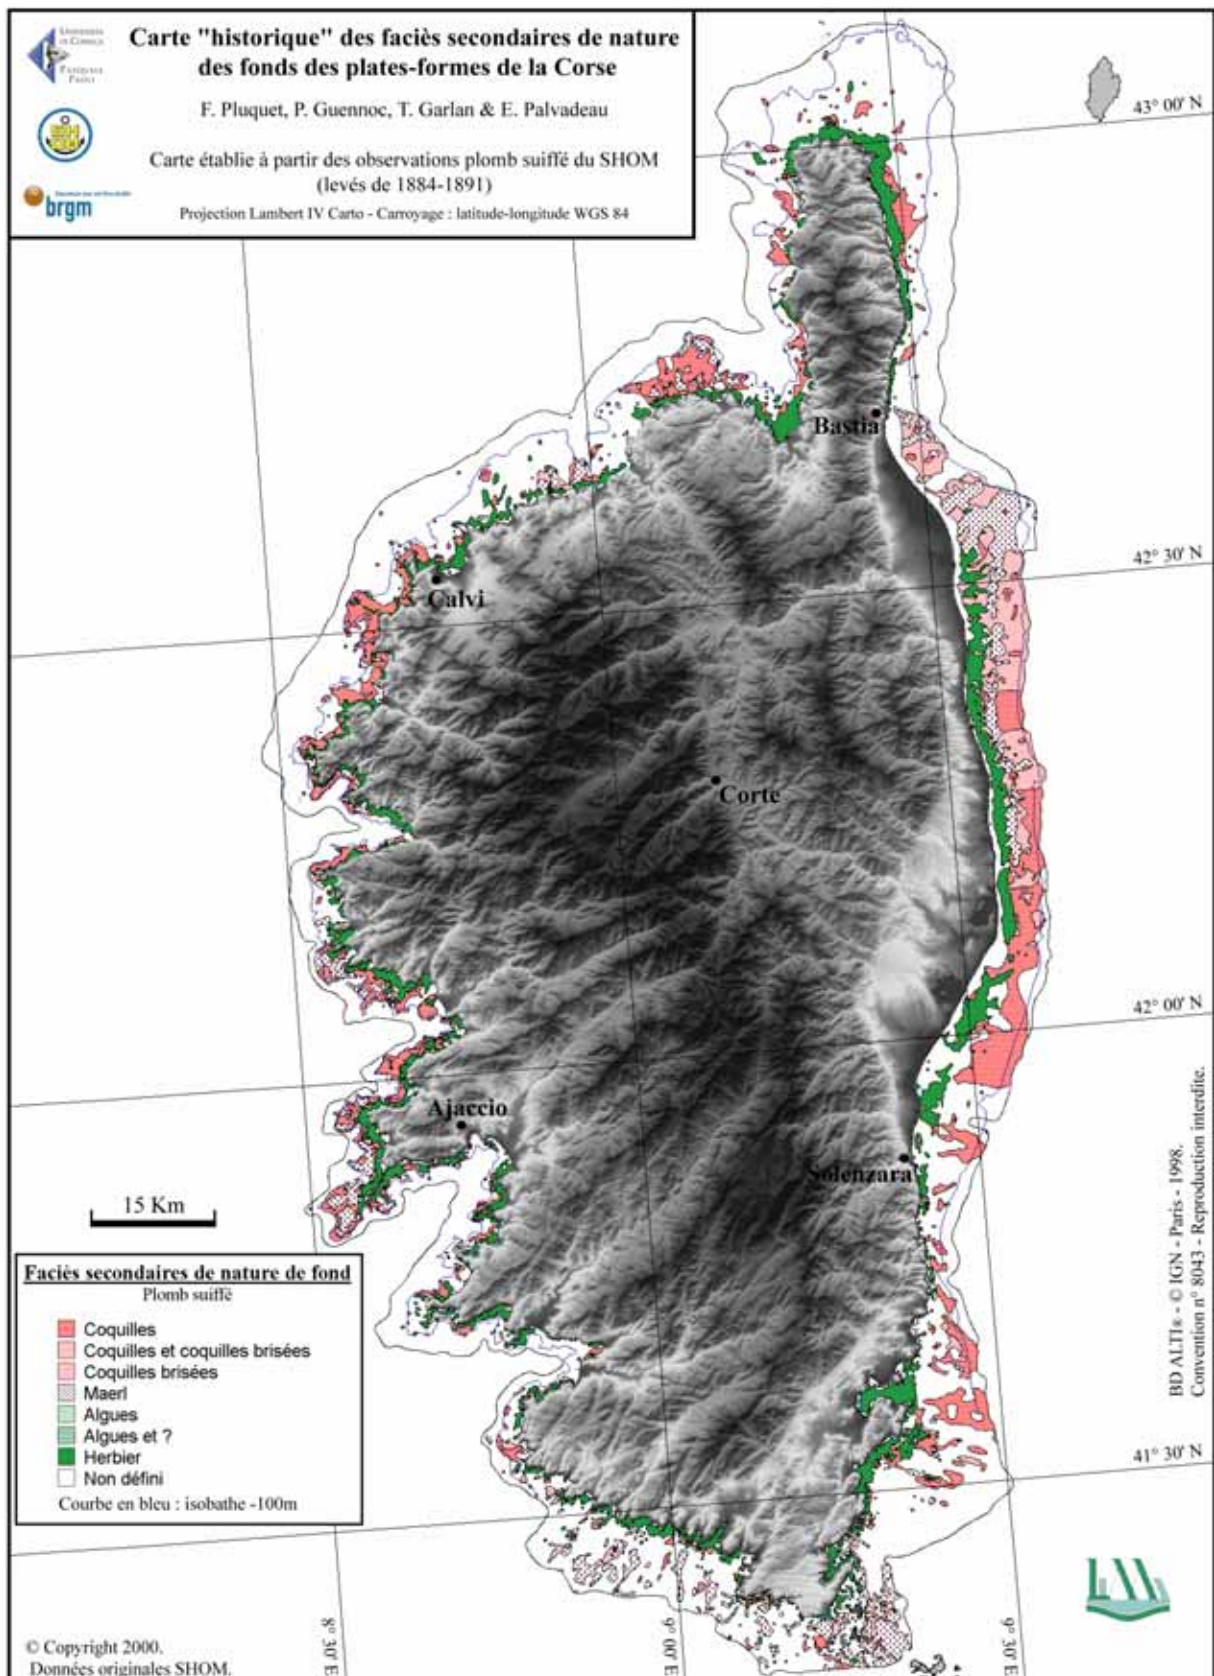 UNIVERSITÀ
DI CORSICA
PASQUALE
PAOLI
Carte "historique" des faciès secondaires de nature
des fonds des plates-formes de la Corse
F. Pluquet, P. Guennoc, T. Garlan & E. Palvadeau
Carte établie à partir des observations plomb suiffé du SHOM
(levés de 1884-1891)
Projection Lambert IV Carto - Carroyage : latitude-longitude WGS 84
brgm
43° 00' N
Bastia
42° 30' N
Calvi
Corte
42° 00' N
Ajaccio
Solenzara
15 Km
BD ALTI® - © IGN - Paris - 1998.
Convention n° 8043 - Reproduction interdite.
Faciès secondaires de nature de fond
Plomb suiffé
Coquilles
Coquilles et coquilles brisées
Coquilles brisées
Maerl
Algues
Algues et ?
Herbier
Non défini
Courbe en bleu : isobathe -100m
41° 30' N
8° 30'
9° 00' E
9° 30' E
© Copyright 2000.
Données originales SHOM.